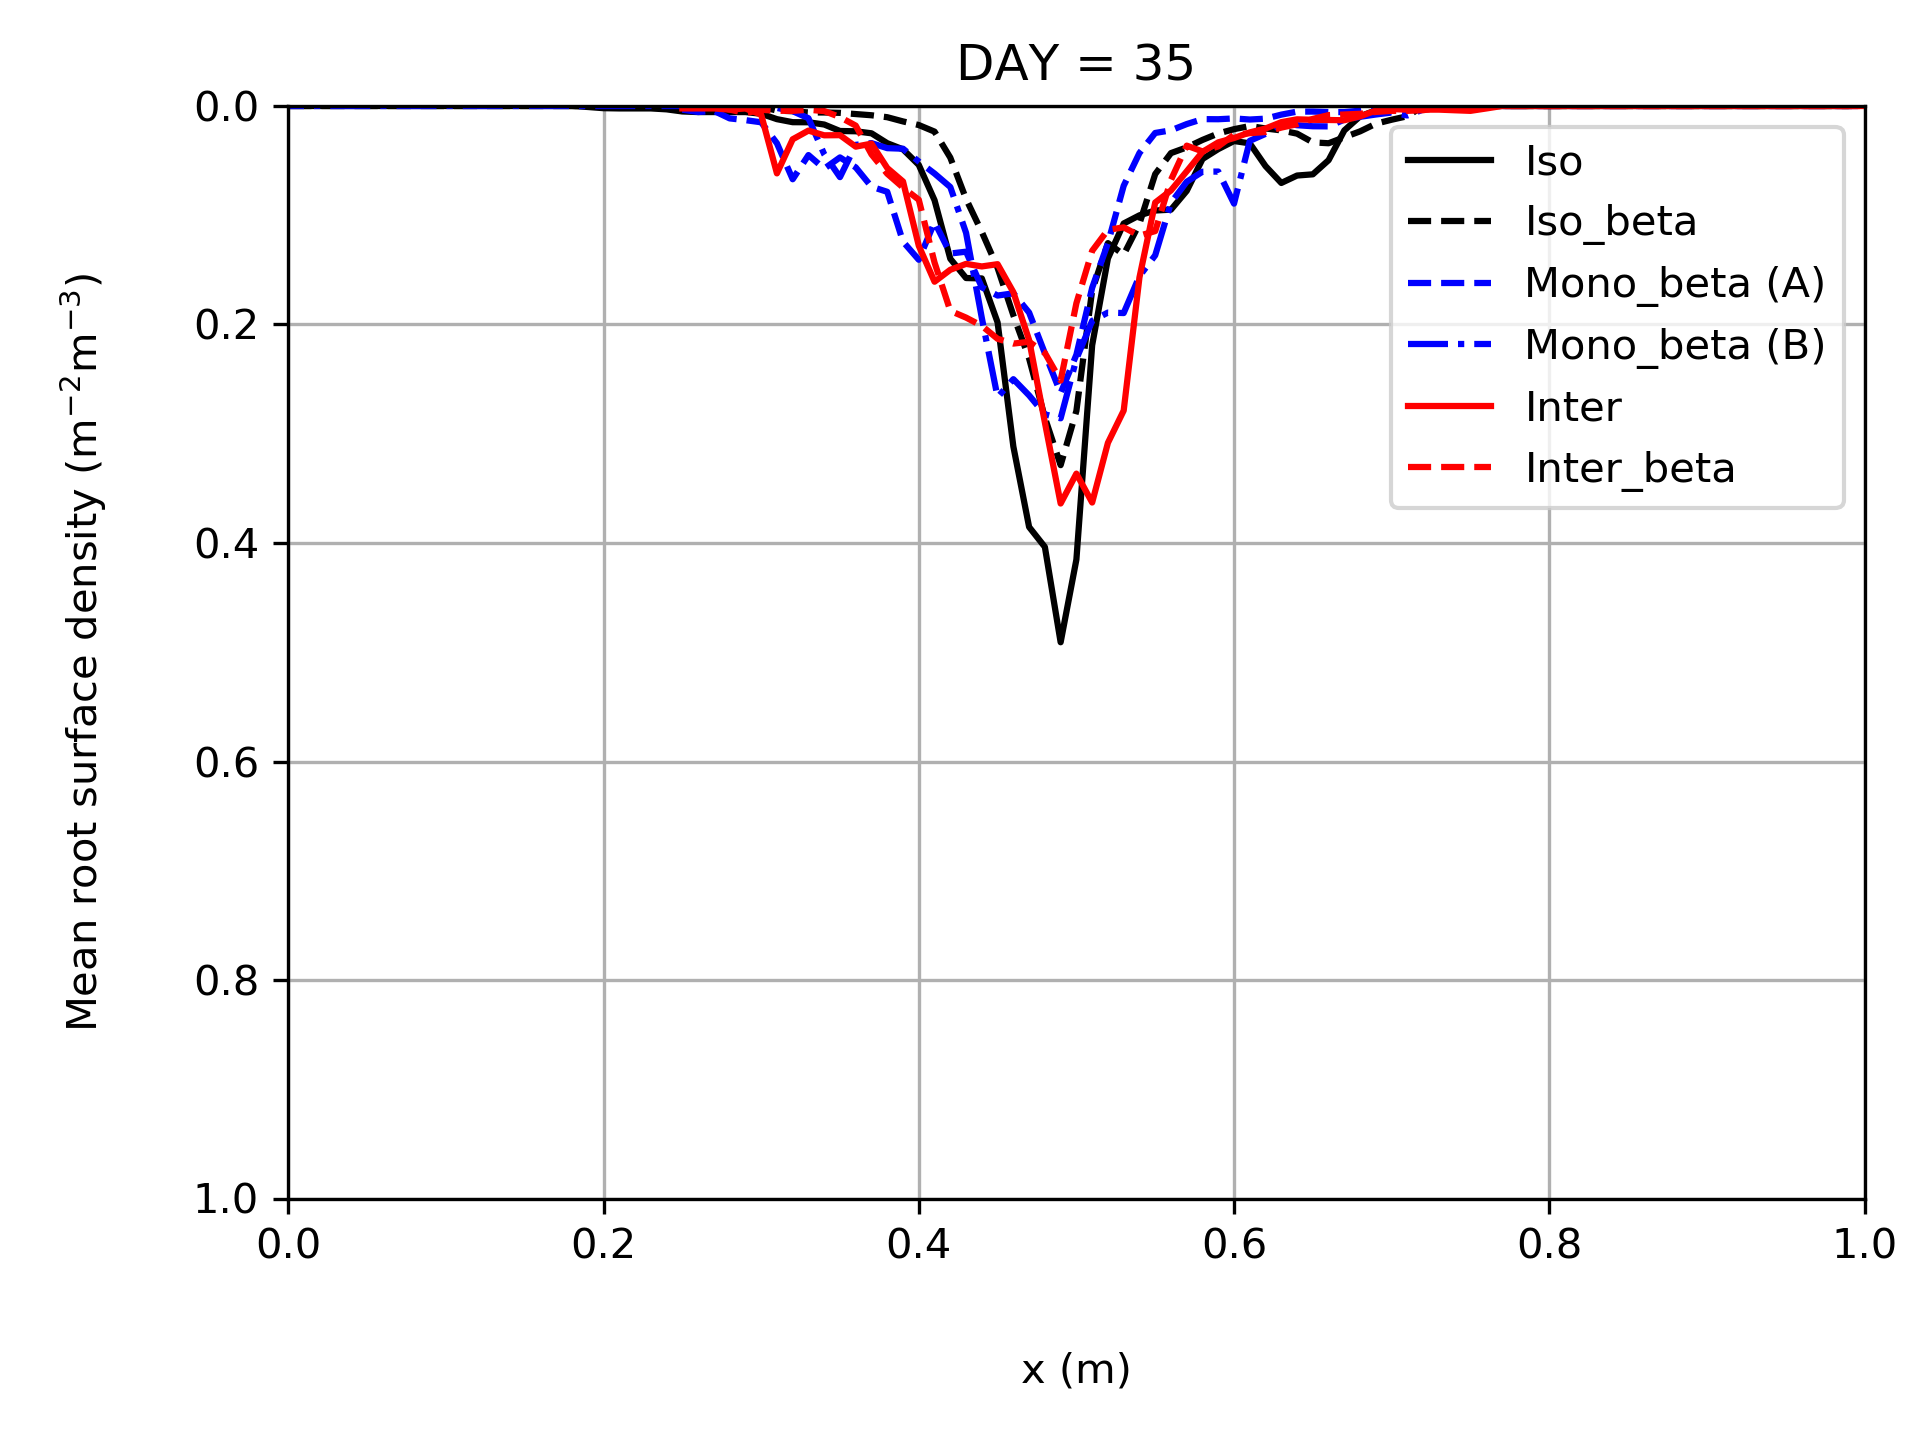 DAY = 35
0.0
0.2
0.4
0.6
0.8
1.0
Mean root surface density (m⁻²m⁻³)
Iso
Iso_beta
Mono_beta (A)
Mono_beta (B)
Inter
Inter_beta
0.0 0.2 0.4 0.6 0.8 1.0
x (m)